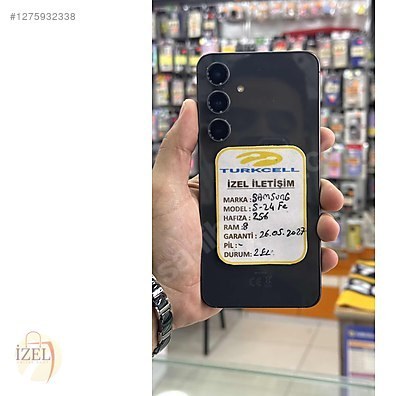 #1275932338
TURKCELL
İZEL İLETİŞİM
MARKA : SAMSUNG
MODEL : S-24 Fe
HAFIZA : 256
RAM : 8
GARANTİ : 26.05.2027
PİL : -
DURUM : 2.EL
İZEL